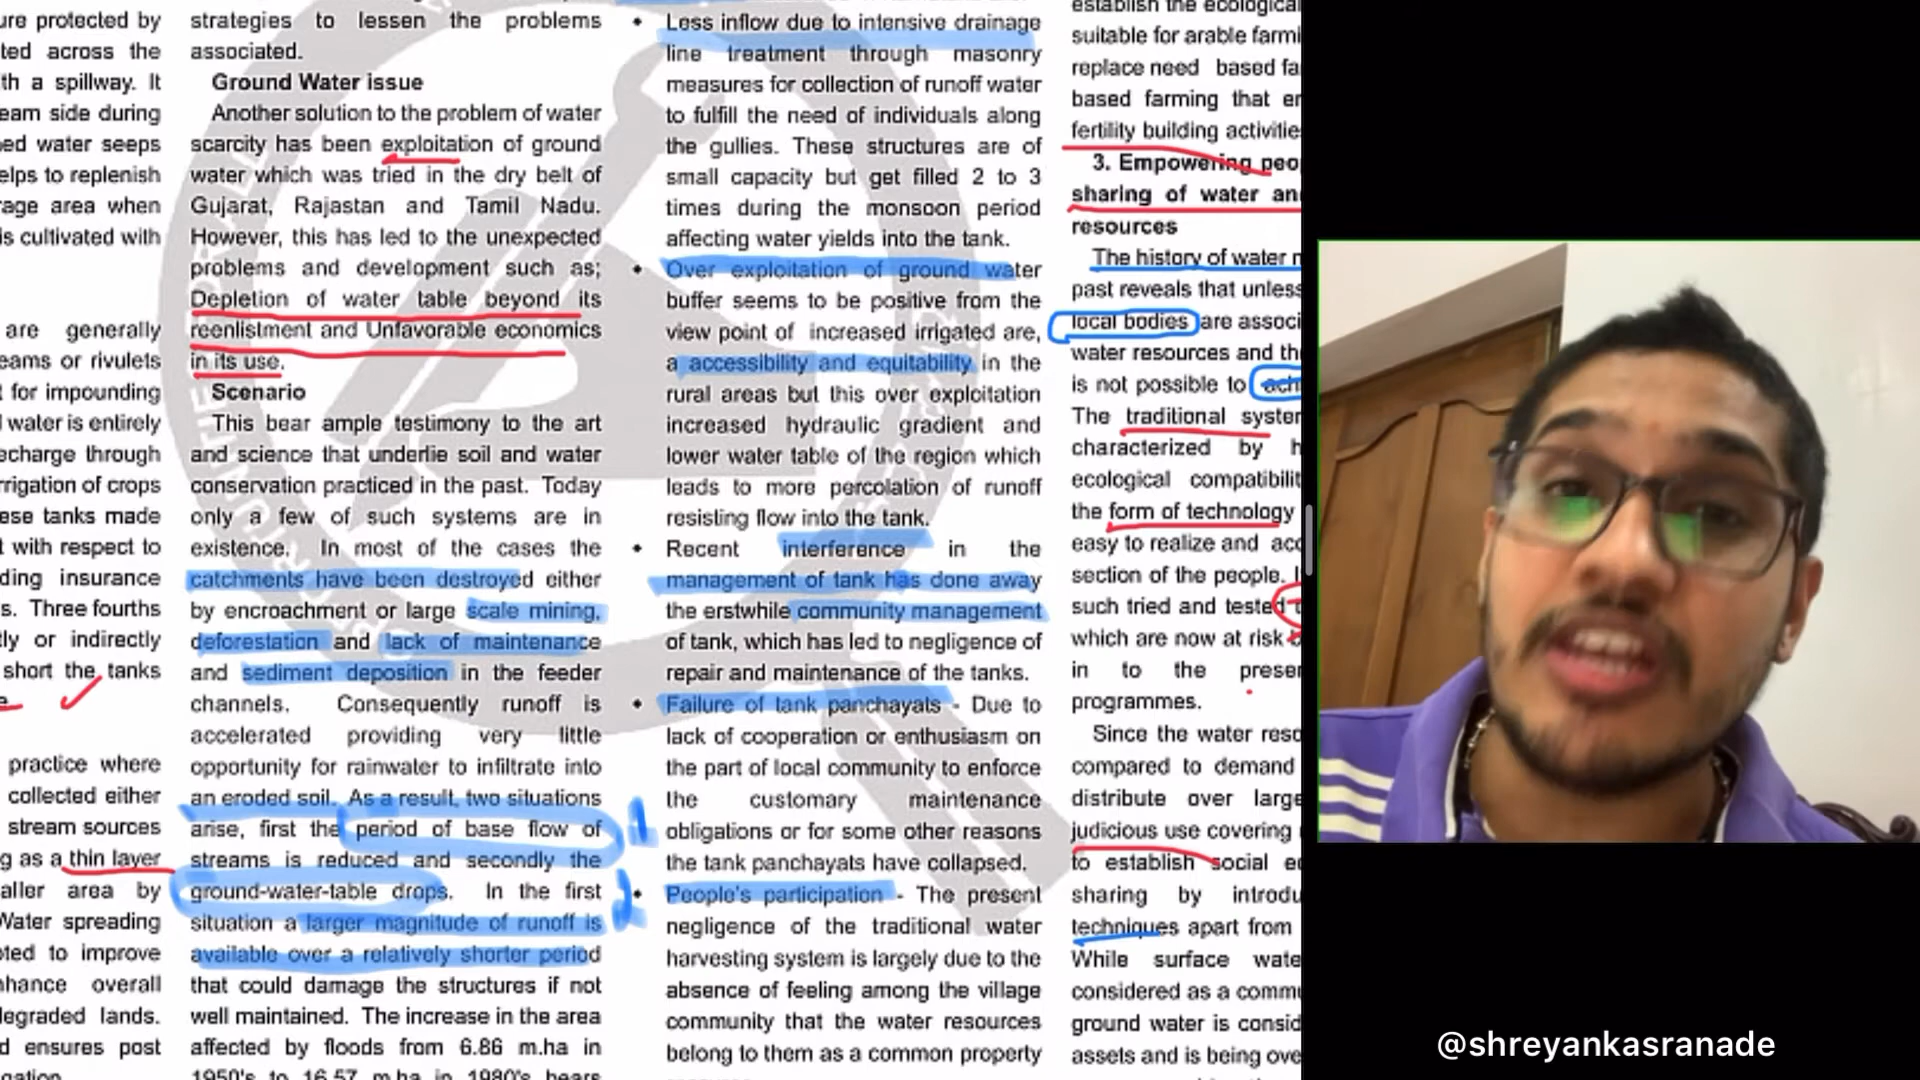 ure protected by
ted across the
th a spillway. It
eam side during
ned water seeps
elps to replenish
rage area when
is cultivated with
are generally
eams or rivulets
t for impounding
l water is entirely
echarge through
rrigation of crops
ese tanks made
t with respect to
ding insurance
s. Three fourths
tly or indirectly
short the tanks
practice where
collected either
stream sources
g as a thin layer
aller area by
Water spreading
oted to improve
nhance overall
degraded lands.
d ensures post
gation.
strategies to lessen the problems
associated.
Ground Water issue
Another solution to the problem of water
scarcity has been exploitation of ground
water which was tried in the dry belt of
Gujarat, Rajastan and Tamil Nadu.
However, this has led to the unexpected
problems and development such as;
Depletion of water table beyond its
reenlistment and Unfavorable economics
in its use.
Scenario
This bear ample testimony to the art
and science that underlie soil and water
conservation practiced in the past. Today
only a few of such systems are in
existence. In most of the cases the
catchments have been destroyed either
by encroachment or large scale mining,
deforestation and lack of maintenance
and sediment deposition in the feeder
channels. Consequently runoff is
accelerated providing very little
opportunity for rainwater to infiltrate into
an eroded soil. As a result, two situations
arise, first the period of base flow of
streams is reduced and secondly the
ground-water-table drops. In the first
situation a larger magnitude of runoff is
available over a relatively shorter period
that could damage the structures if not
well maintained. The increase in the area
affected by floods from 6.86 m.ha in
1950's to 16.57 m.ha in 1980's bears
1
2
• Less inflow due to intensive drainage
line treatment through masonry
measures for collection of runoff water
to fulfill the need of individuals along
the gullies. These structures are of
small capacity but get filled 2 to 3
times during the monsoon period
affecting water yields into the tank.
• Over exploitation of ground water
buffer seems to be positive from the
view point of increased irrigated are,
a accessibility and equitability in the
rural areas but this over exploitation
increased hydraulic gradient and
lower water table of the region which
leads to more percolation of runoff
resisting flow into the tank.
• Recent interference in the
management of tank has done away
the erstwhile community management
of tank, which has led to negligence of
repair and maintenance of the tanks.
• Failure of tank panchayats - Due to
lack of cooperation or enthusiasm on
the part of local community to enforce
the customary maintenance
obligations or for some other reasons
the tank panchayats have collapsed.
• People's participation - The present
negligence of the traditional water
harvesting system is largely due to the
absence of feeling among the village
community that the water resources
belong to them as a common property
establish the ecological
suitable for arable farmi
replace need based fa
based farming that er
fertility building activitie
3. Empowering peo
sharing of water an
resources
The history of water r
past reveals that unless
local bodies are associ
water resources and th
is not possible to ach
The traditional syster
characterized by h
ecological compatibilit
the form of technology
easy to realize and acc
section of the people. I
such tried and tested t
which are now at risk b
in to the presen
programmes.
Since the water reso
compared to demand
distribute over large
judicious use covering
to establish social e
sharing by introdu
techniques apart from
While surface wate
considered as a commu
ground water is consid
assets and is being ove
@shreyankasranade